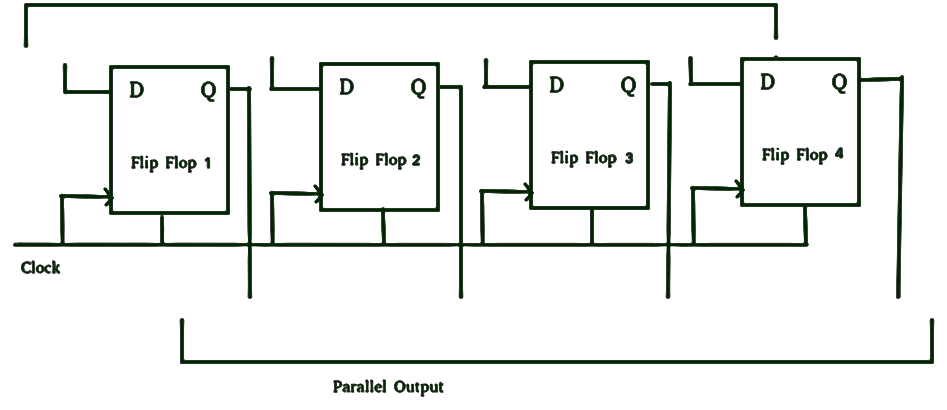 D Q D Q D Q D Q
Flip Flop 1 Flip Flop 2 Flip Flop 3 Flip Flop 4
Clock
Parallel Output